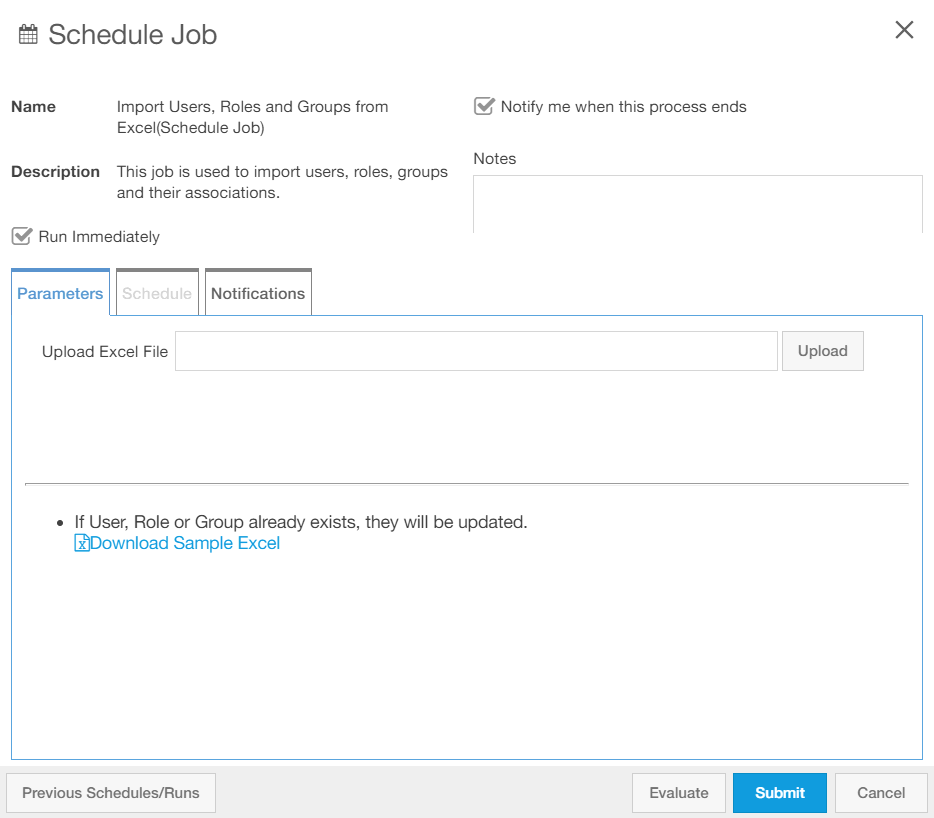 Schedule Job
Name
Import Users, Roles and Groups from
Excel(Schedule Job)
Description
This job is used to import users, roles, groups
and their associations.
Run Immediately
Notify me when this process ends
Notes
Parameters
Schedule
Notifications
Upload Excel File
Upload
If User, Role or Group already exists, they will be updated.
Download Sample Excel
Previous Schedules/Runs
Evaluate
Submit
Cancel